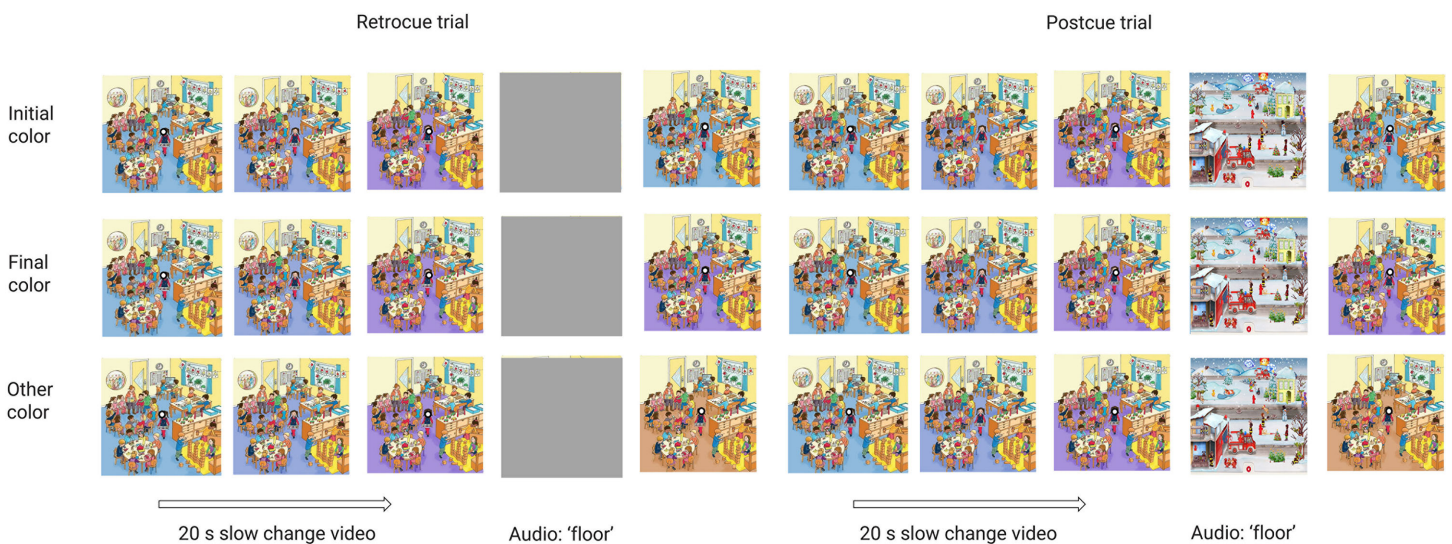 Retrocue trial
Postcue trial
Initial
color
Final
color
Other
color
20 s slow change video
Audio: ‘floor’
20 s slow change video
Audio: ‘floor’